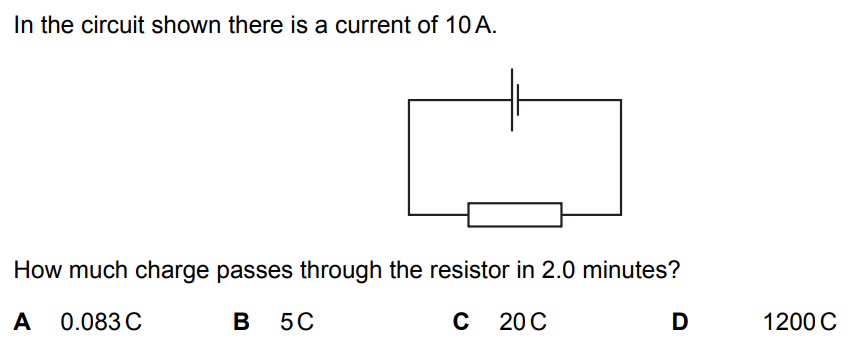 In the circuit shown there is a current of 10 A.
How much charge passes through the resistor in 2.0 minutes?
A 0.083 C B 5 C C 20 C D 1200 C